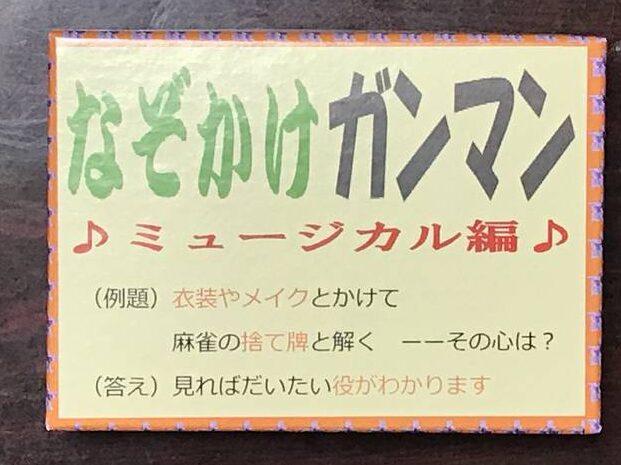 なぞかけガンマン
♪ミュージカル編♪
（例題）衣装やメイクとかけて
麻雀の捨て牌と解く　ーーその心は？
（答え）見ればだいたい役がわかります